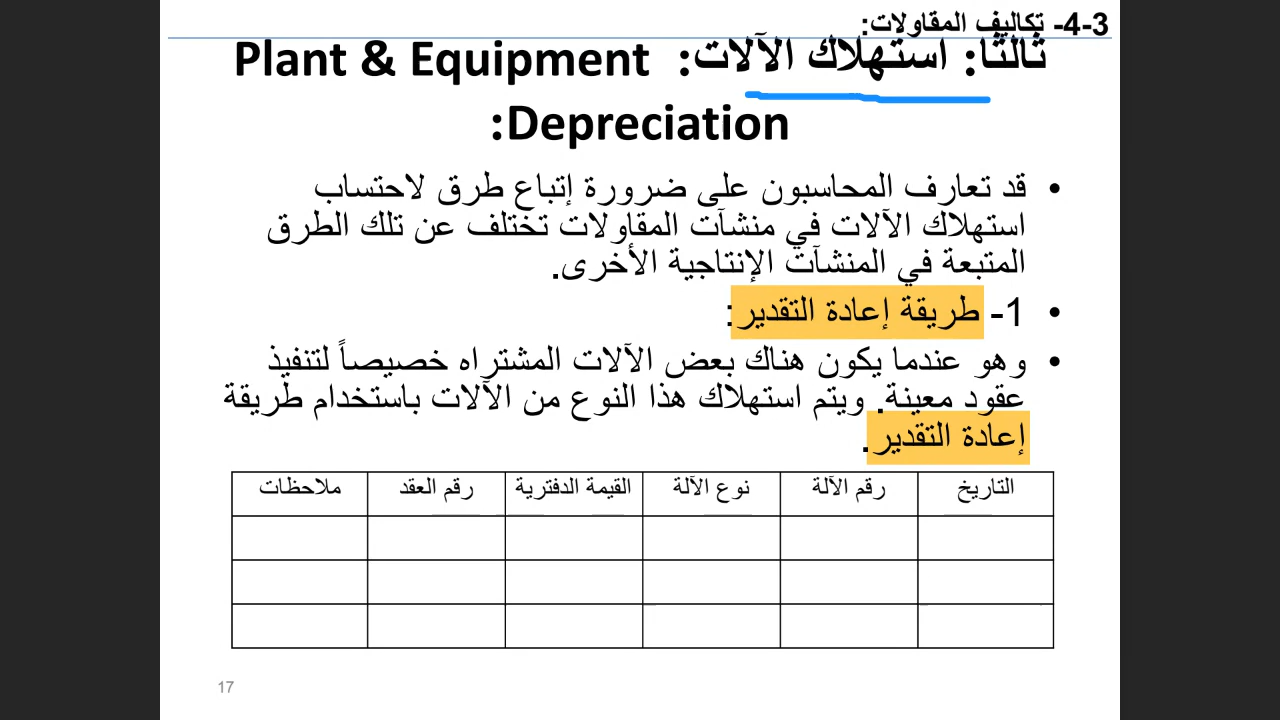 3-4- تكاليف المقاولات:
ثالثا: استهلاك الآلات: Plant & Equipment
Depreciation:
• قد تعارف المحاسبون على ضرورة إتباع طرق لاحتساب
استهلاك الآلات في منشآت المقاولات تختلف عن تلك الطرق
المتبعة في المنشآت الإنتاجية الأخرى.
• 1- طريقة إعادة التقدير:
• وهو عندما يكون هناك بعض الآلات المشتراه خصيصاً لتنفيذ
عقود معينة. ويتم استهلاك هذا النوع من الآلات باستخدام طريقة
إعادة التقدير.
التاريخ رقم الآلة نوع الآلة القيمة الدفترية رقم العقد ملاحظات
17